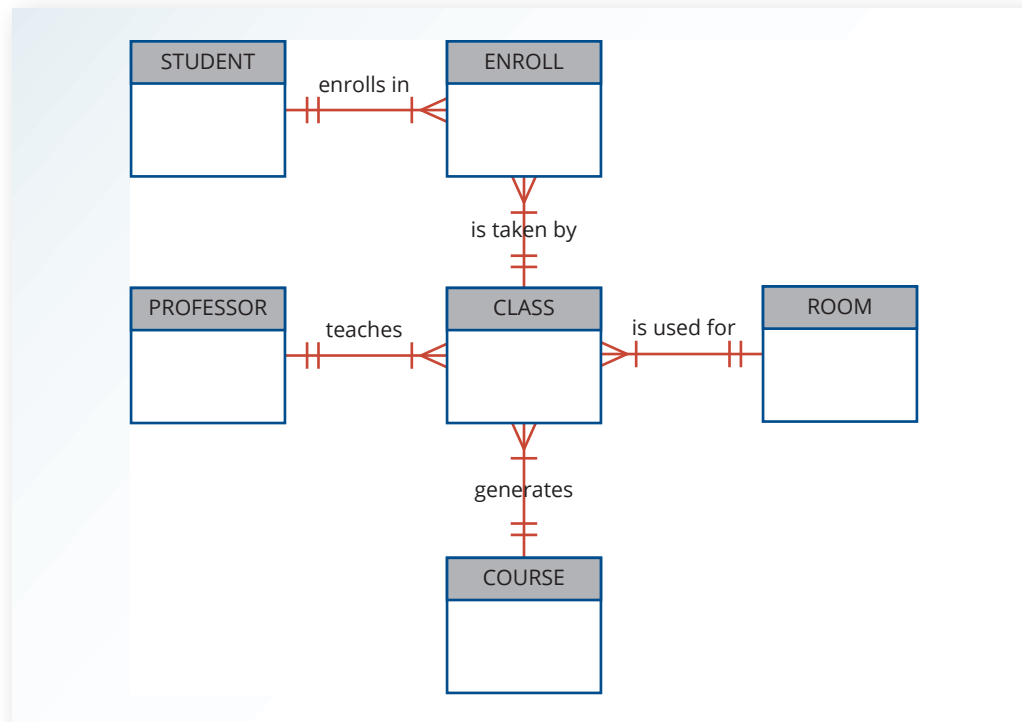 STUDENT
enrolls in
ENROLL
is taken by
PROFESSOR
teaches
CLASS
is used for
ROOM
generates
COURSE